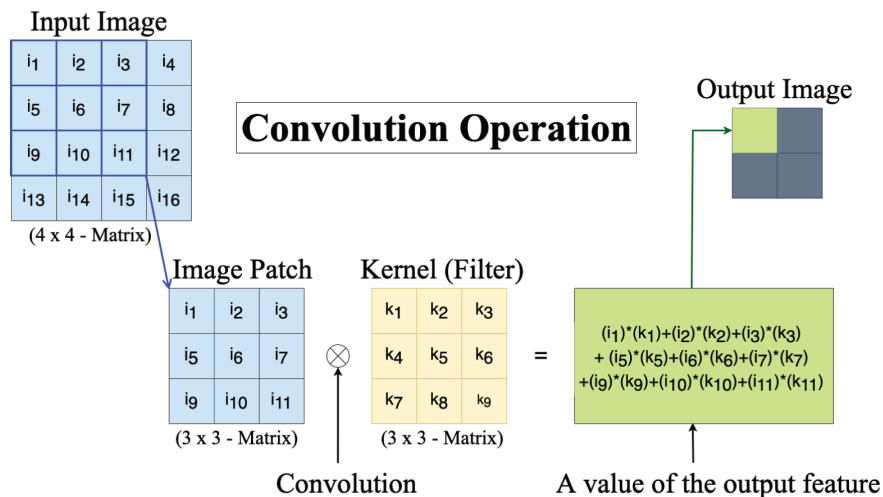 Input Image
i1 i2 i3 i4
i5 i6 i7 i8
i9 i10 i11 i12
i13 i14 i15 i16
(4 x 4 - Matrix)
Convolution Operation
Output Image
Image Patch
i1 i2 i3
i5 i6 i7
i9 i10 i11
(3 x 3 - Matrix)
Kernel (Filter)
k1 k2 k3
k4 k5 k6
k7 k8 k9
(3 x 3 - Matrix)
=
(i1)*(k1)+(i2)*(k2)+(i3)*(k3)
+ (i5)*(k5)+(i6)*(k6)+(i7)*(k7)
+(i9)*(k9)+(i10)*(k10)+(i11)*(k11)
Convolution
A value of the output feature